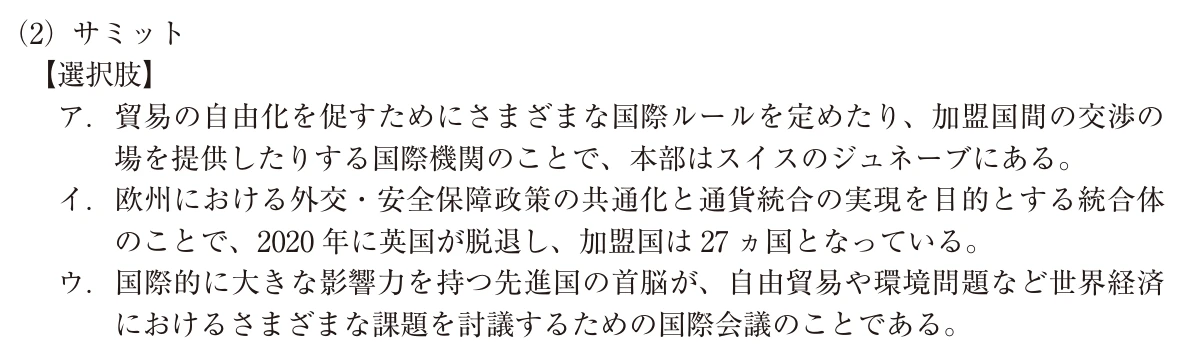 (2) サミット
【選択肢】
ア．貿易の自由化を促すためにさまざまな国際ルールを定めたり、加盟国間の交渉の
場を提供したりする国際機関のことで、本部はスイスのジュネーブにある。
イ．欧州における外交・安全保障政策の共通化と通貨統合の実現を目的とする統合体
のことで、2020 年に英国が脱退し、加盟国は 27 ヵ国となっている。
ウ．国際的に大きな影響力を持つ先進国の首脳が、自由貿易や環境問題など世界経済
におけるさまざまな課題を討議するための国際会議のことである。